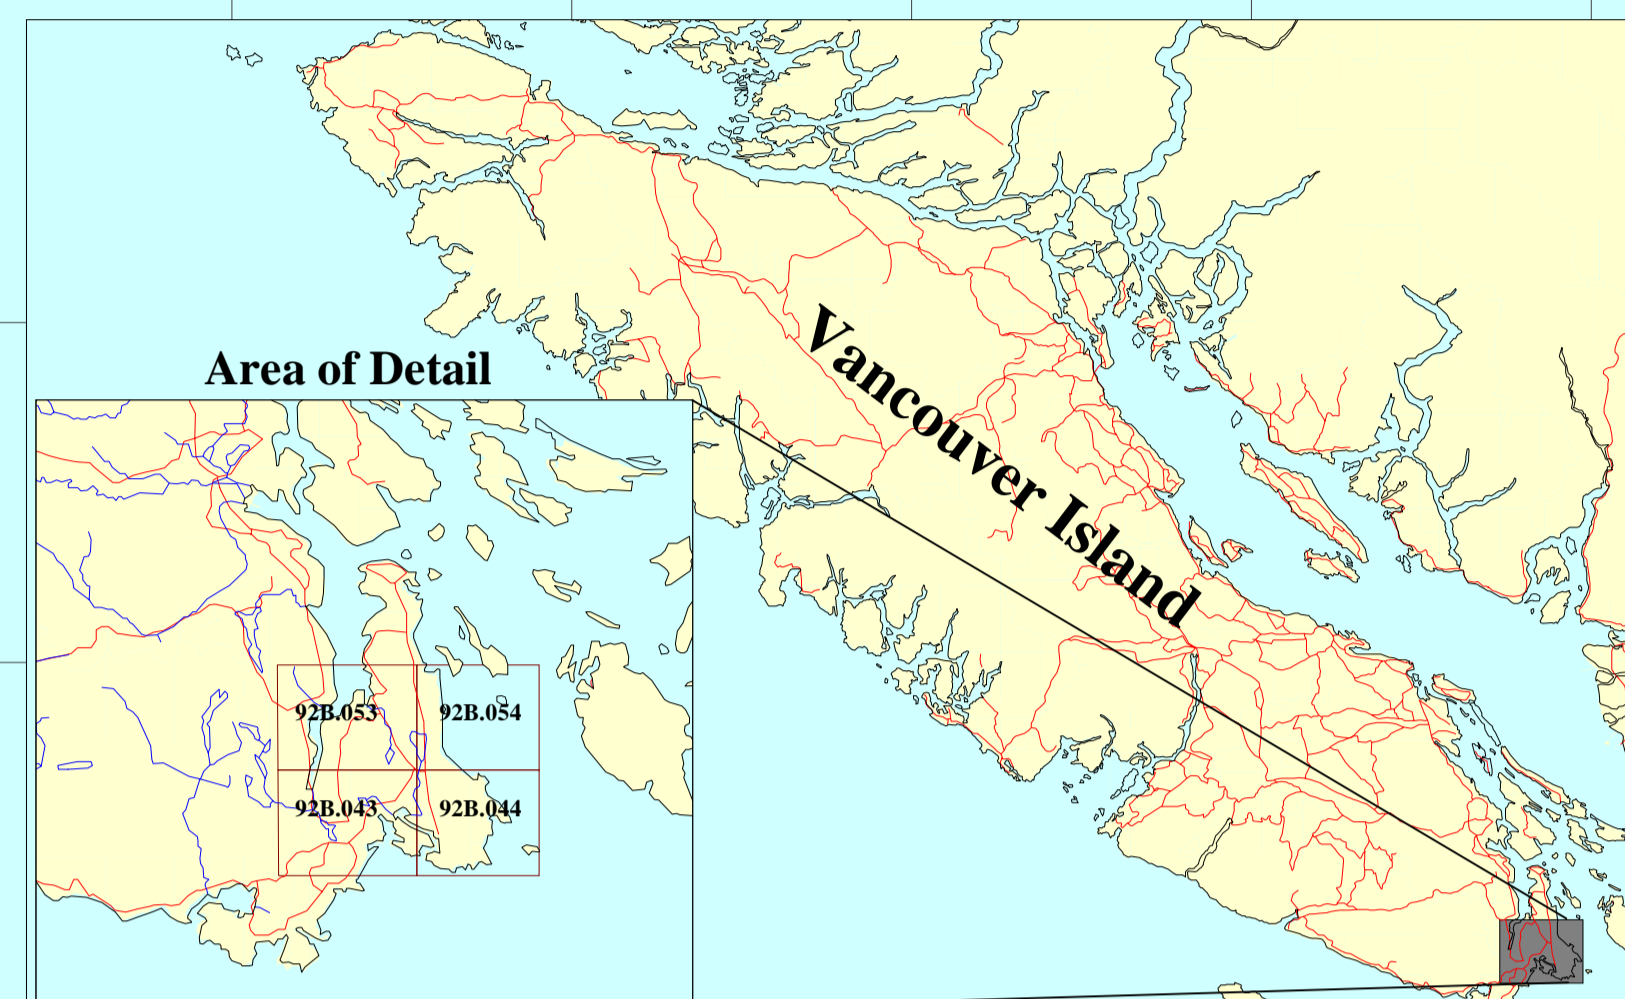 Vancouver Island
Area of Detail
92B.053
92B.054
92B.043
92B.044